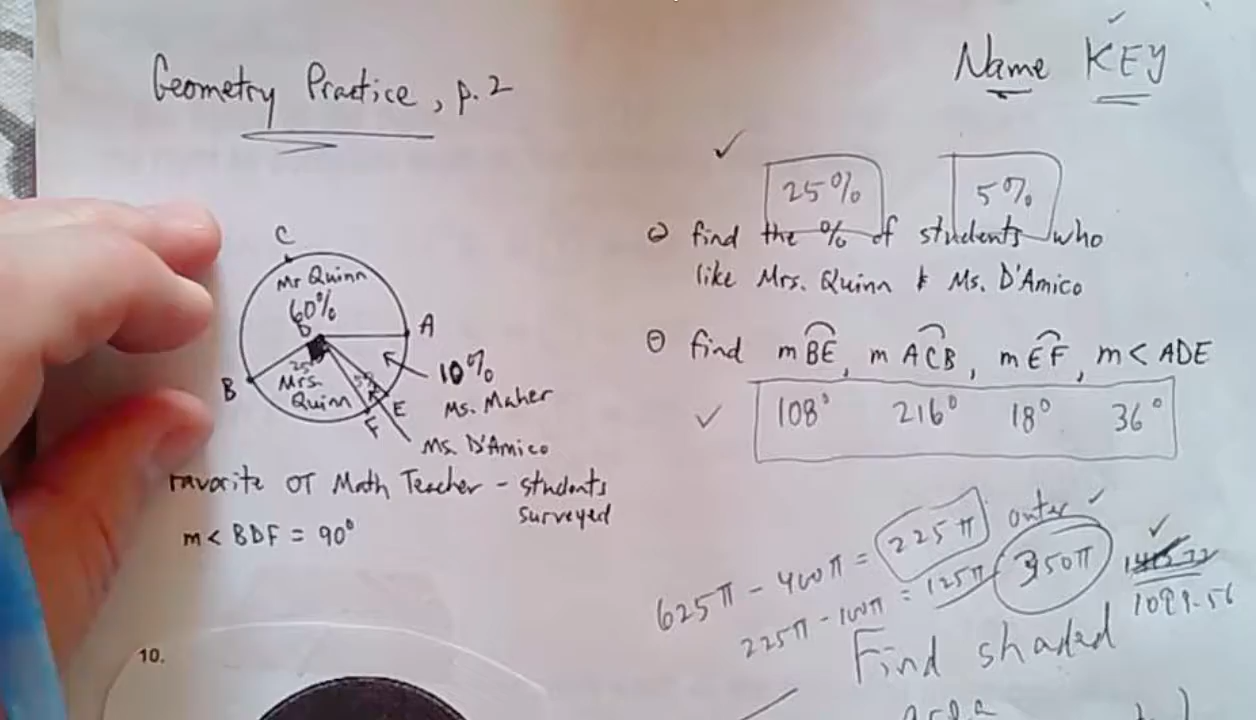 Geometry Practice, p.2
Name KEY
C
Mr Quinn
60%
D
A
25
Mrs.
Quinn
5%
B
E
F
10%
Ms. Maher
Ms. D'Amico
Favorite OT Math Teacher - students
surveyed
m< BDF = 90°
25% 5%
find the % of students who
like Mrs. Quinn & Ms. D'Amico
find mBE, mACB, mEF, m< ADE
108° 216° 18° 36°
625π - 400π = 225π outer
225π - 100π = 125π 350π
1099.56
Find shaded
area
10.